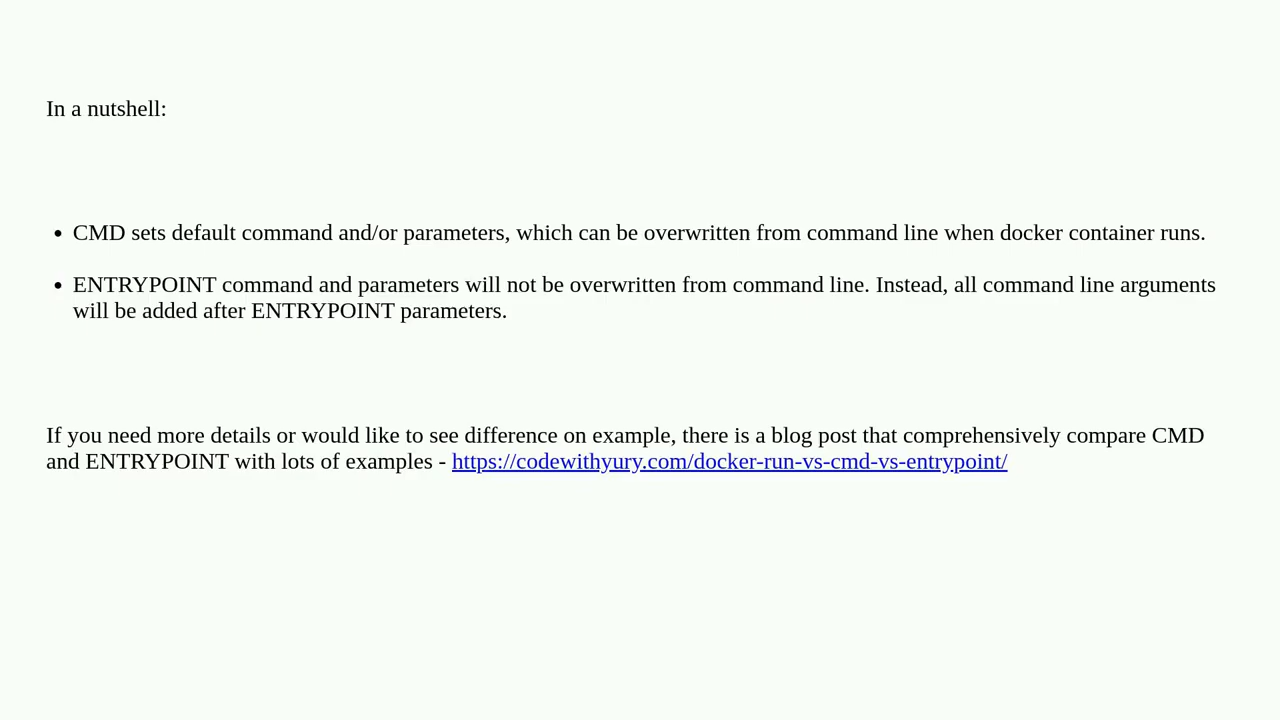 In a nutshell:
• CMD sets default command and/or parameters, which can be overwritten from command line when docker container runs.
• ENTRYPOINT command and parameters will not be overwritten from command line. Instead, all command line arguments
will be added after ENTRYPOINT parameters.
If you need more details or would like to see difference on example, there is a blog post that comprehensively compare CMD
and ENTRYPOINT with lots of examples - https://codewithyury.com/docker-run-vs-cmd-vs-entrypoint/